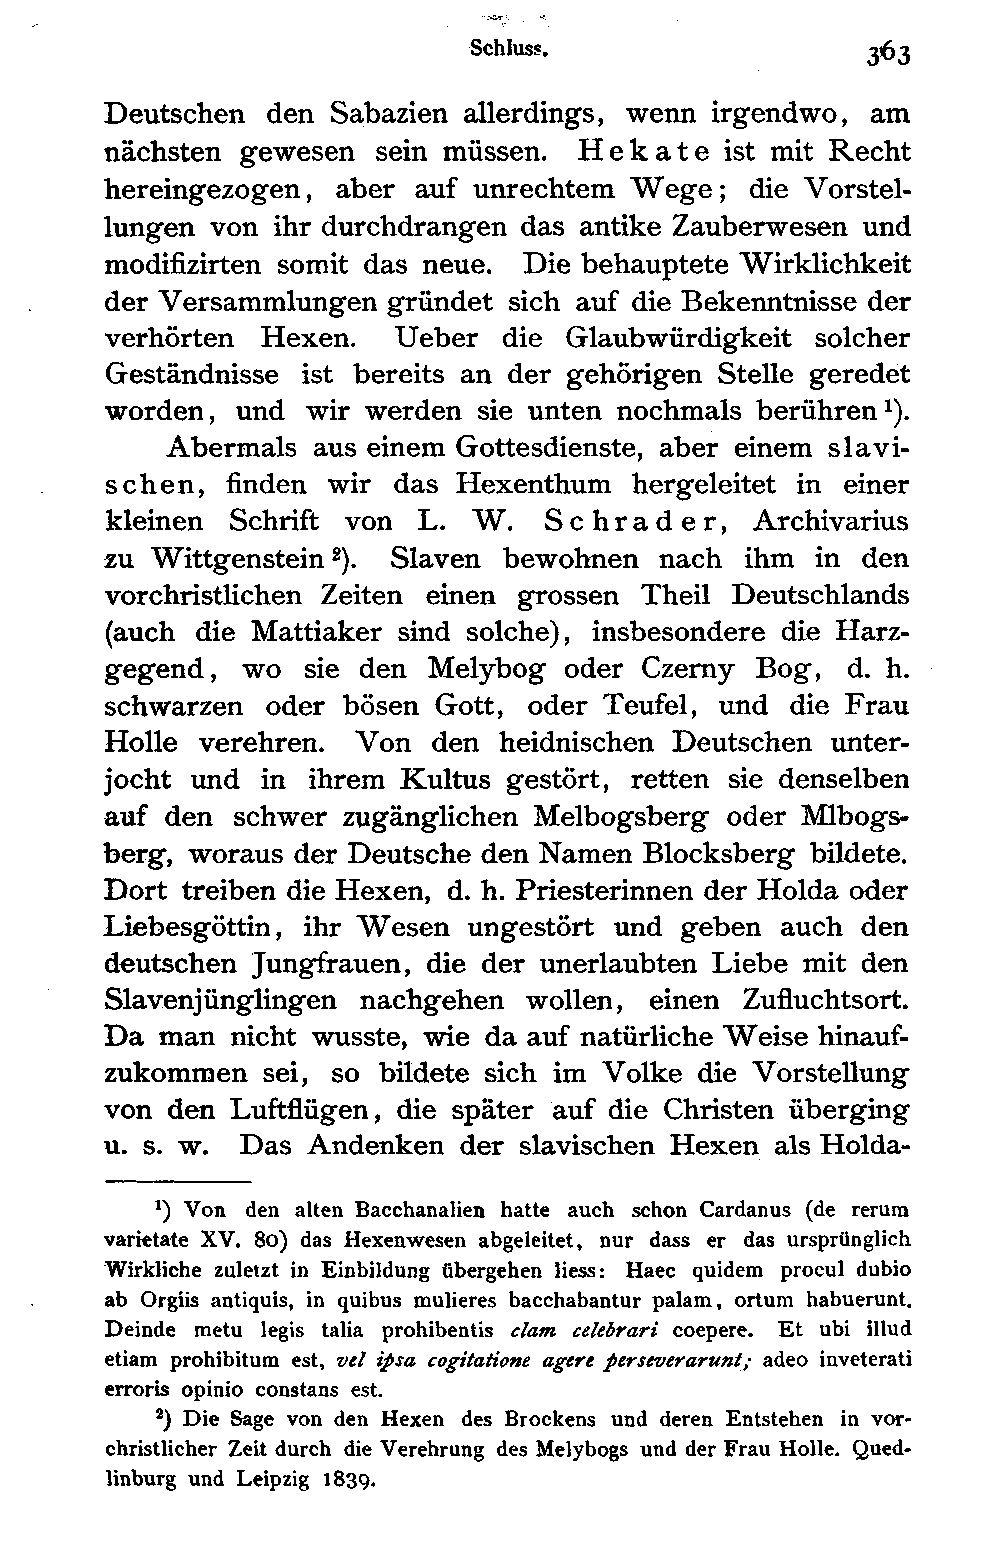 Schluss. 363
Deutschen den Sabazien allerdings, wenn irgendwo, am
nächsten gewesen sein müssen. Hekate ist mit Recht
hereingezogen, aber auf unrechtem Wege; die Vorstel-
lungen von ihr durchdrangen das antike Zauberwesen und
modifizirten somit das neue. Die behauptete Wirklichkeit
der Versammlungen gründet sich auf die Bekenntnisse der
verhörten Hexen. Ueber die Glaubwürdigkeit solcher
Geständnisse ist bereits an der gehörigen Stelle geredet
worden, und wir werden sie unten nochmals berühren ¹).
Abermals aus einem Gottesdienste, aber einem slavi-
schen, finden wir das Hexenthum hergeleitet in einer
kleinen Schrift von L. W. Schrader, Archivarius
zu Wittgenstein ²). Slaven bewohnen nach ihm in den
vorchristlichen Zeiten einen grossen Theil Deutschlands
(auch die Mattiaker sind solche), insbesondere die Harz-
gegend, wo sie den Melybog oder Czerny Bog, d. h.
schwarzen oder bösen Gott, oder Teufel, und die Frau
Holle verehren. Von den heidnischen Deutschen unter-
jocht und in ihrem Kultus gestört, retten sie denselben
auf den schwer zugänglichen Melbogsberg oder Mlbogs-
berg, woraus der Deutsche den Namen Blocksberg bildete.
Dort treiben die Hexen, d. h. Priesterinnen der Holda oder
Liebesgöttin, ihr Wesen ungestört und geben auch den
deutschen Jungfrauen, die der unerlaubten Liebe mit den
Slavenjünglingen nachgehen wollen, einen Zufluchtsort.
Da man nicht wusste, wie da auf natürliche Weise hinauf-
zukommen sei, so bildete sich im Volke die Vorstellung
von den Luftflügen, die später auf die Christen überging
u. s. w. Das Andenken der slavischen Hexen als Holda-
¹) Von den alten Bacchanalien hatte auch schon Cardanus (de rerum
varietate XV. 80) das Hexenwesen abgeleitet, nur dass er das ursprünglich
Wirkliche zuletzt in Einbildung übergehen liess: Haec quidem procul dubio
ab Orgiis antiquis, in quibus mulieres bacchabantur palam, ortum habuerunt.
Deinde metu legis talia prohibentis clam celebrari coepere. Et ubi illud
etiam prohibitum est, vel ipsa cogitatione agere perseverarunt; adeo inveterati
erroris opinio constans est.
²) Die Sage von den Hexen des Brockens und deren Entstehen in vor-
christlicher Zeit durch die Verehrung des Melybogs und der Frau Holle. Qued-
linburg und Leipzig 1839.